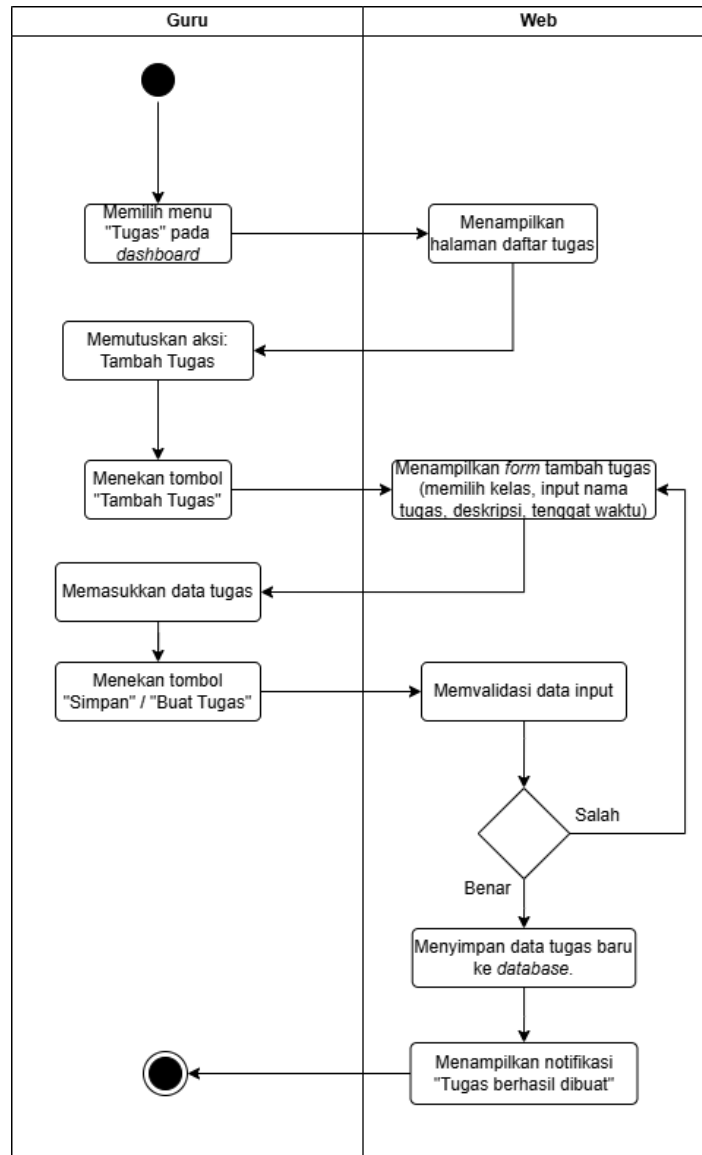 Guru
Web
Memilih menu
"Tugas" pada
dashboard
Menampilkan
halaman daftar tugas
Memutuskan aksi:
Tambah Tugas
Menekan tombol
"Tambah Tugas"
Menampilkan form tambah tugas
(memilih kelas, input nama
tugas, deskripsi, tenggat waktu)
Memasukkan data tugas
Menekan tombol
"Simpan" / "Buat Tugas"
Memvalidasi data input
Salah
Benar
Menyimpan data tugas baru
ke database.
Menampilkan notifikasi
"Tugas berhasil dibuat"